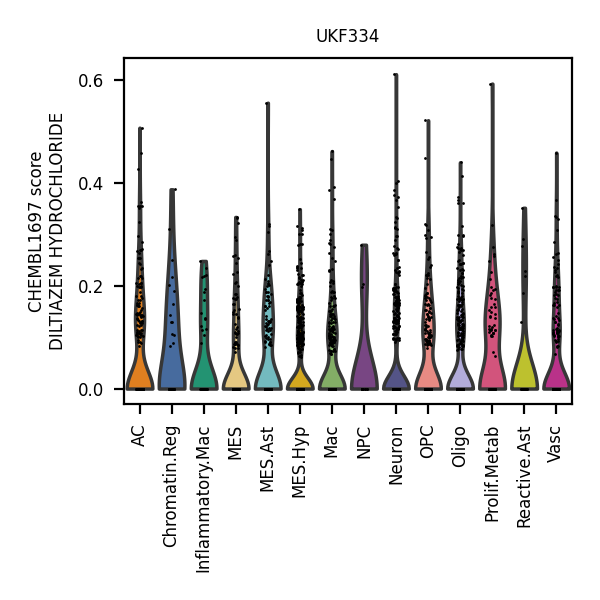 UKF334
CHEMBL1697 score
DILTIAZEM HYDROCHLORIDE
0.6
0.4
0.2
0.0
AC
Chromatin.Reg
Inflammatory.Mac
MES
MES.Ast
MES.Hyp
Mac
NPC
Neuron
OPC
Oligo
Prolif.Metab
Reactive.Ast
Vasc